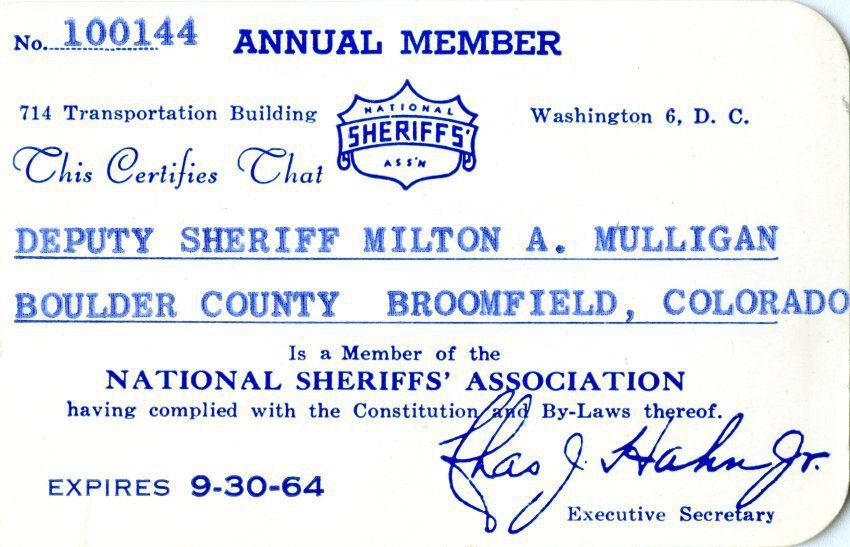 No. 100144 ANNUAL MEMBER
714 Transportation Building
NATIONAL
SHERIFFS'
ASS'N
Washington 6, D. C.
This Certifies That
DEPUTY SHERIFF MILTON A. MULLIGAN
BOULDER COUNTY BROOMFIELD, COLORADO
Is a Member of the
NATIONAL SHERIFFS' ASSOCIATION
having complied with the Constitution and By-Laws thereof.
Chas J. Hahn Jr.
EXPIRES 9-30-64
Executive Secretary